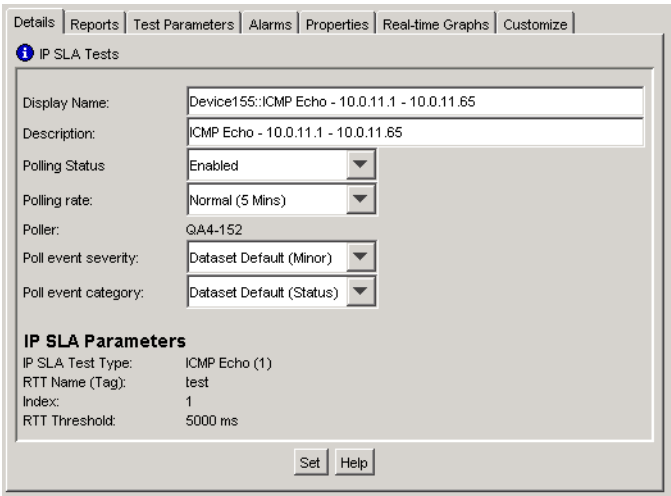 Details Reports Test Parameters Alarms Properties Real-time Graphs Customize
i IP SLA Tests
Display Name: Device155::ICMP Echo - 10.0.11.1 - 10.0.11.65
Description: ICMP Echo - 10.0.11.1 - 10.0.11.65
Polling Status Enabled
Polling rate: Normal (5 Mins)
Poller: QA4-152
Poll event severity: Dataset Default (Minor)
Poll event category: Dataset Default (Status)
IP SLA Parameters
IP SLA Test Type: ICMP Echo (1)
RTT Name (Tag): test
Index: 1
RTT Threshold: 5000 ms
Set Help